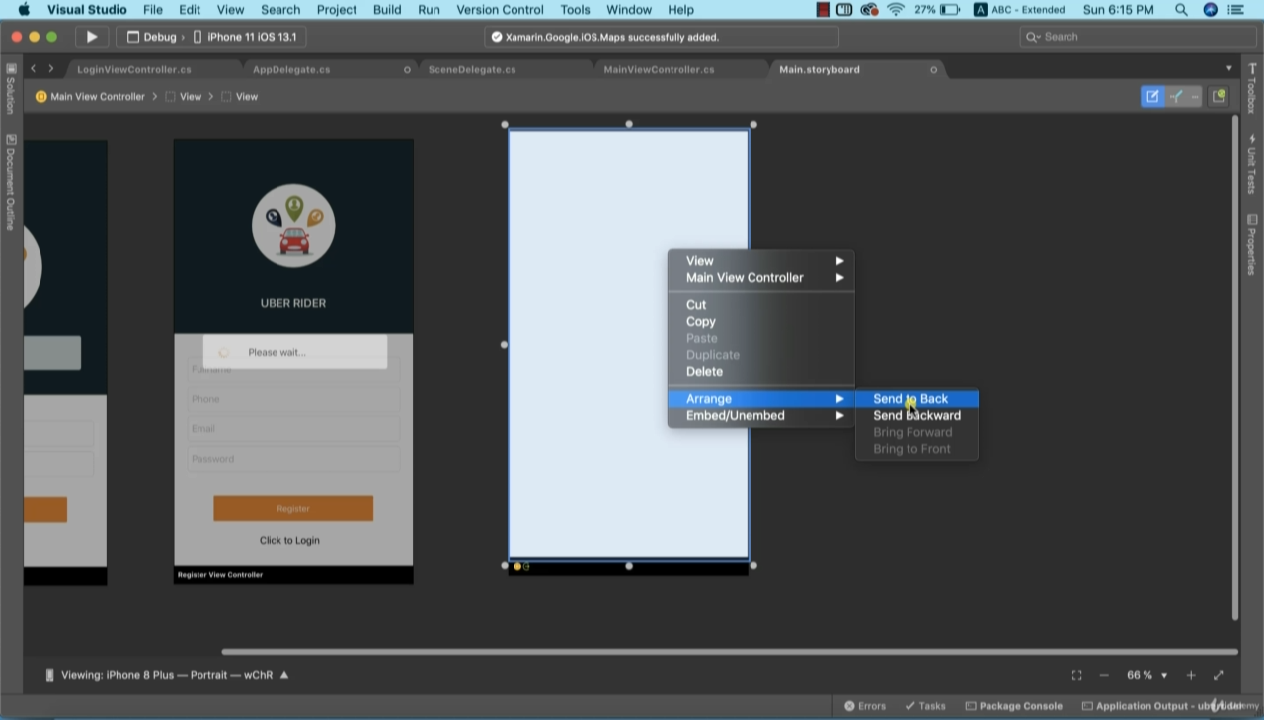 Visual Studio File Edit View Search Project Build Run Version Control Tools Window Help 27% A ABC - Extended Sun 6:15 PM
Debug › iPhone 11 iOS 13.1 Xamarin.Google.iOS.Maps successfully added. Search
LoginViewController.cs AppDelegate.cs SceneDelegate.cs MainViewController.cs Main.storyboard
Main View Controller > View > View
Solution
Document Outline
Toolbox
Unit Tests
Properties
UBER RIDER
Please wait...
Fullname
Phone
Email
Password
Register
Click to Login
Register View Controller
View
Main View Controller
Cut
Copy
Paste
Duplicate
Delete
Arrange
Embed/Unembed
Send to Back
Send Backward
Bring Forward
Bring to Front
Viewing: iPhone 8 Plus — Portrait — wChR ▲
66 %
Errors Tasks Package Console Application Output -